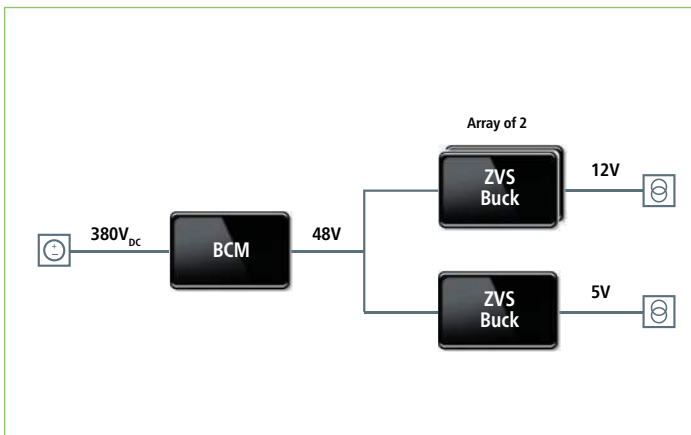 Array of 2
ZVS
Buck
12V
380VDC
BCM
48V
ZVS
Buck
5V